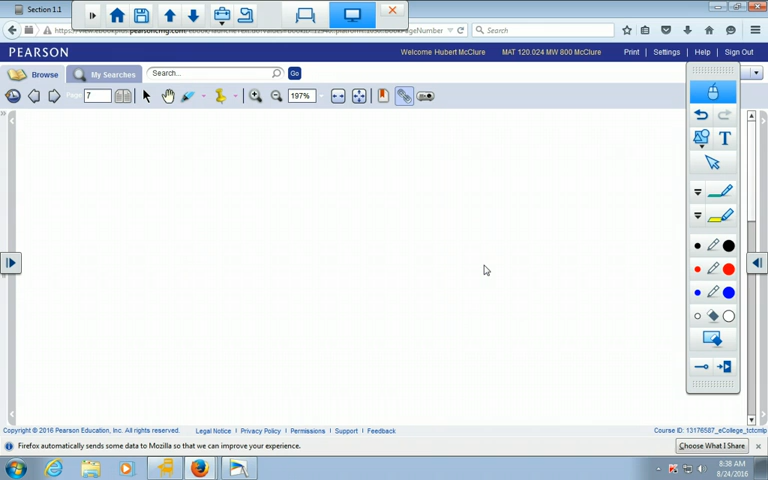 Section 1.1
Search
PEARSON
Welcome Hubert McClure
MAT 120.024 MW 800 McClure
Print
Settings
Help
Sign Out
Browse
My Searches
Search...
Go
Page
7
197%
T
Copyright © 2016 Pearson Education, Inc. All rights reserved.
Legal Notice | Privacy Policy | Permissions | Support | Feedback
Firefox automatically sends some data to Mozilla so that we can improve your experience.
Choose What I Share
8:38 AM
8/24/2016